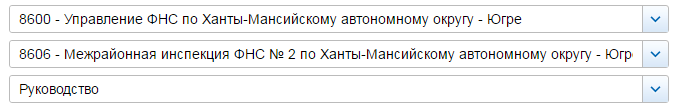 8600 - Управление ФНС по Ханты-Мансийскому автономному округу - Югре
8606 - Межрайонная инспекция ФНС № 2 по Ханты-Мансийскому автономному округу - Югре
Руководство